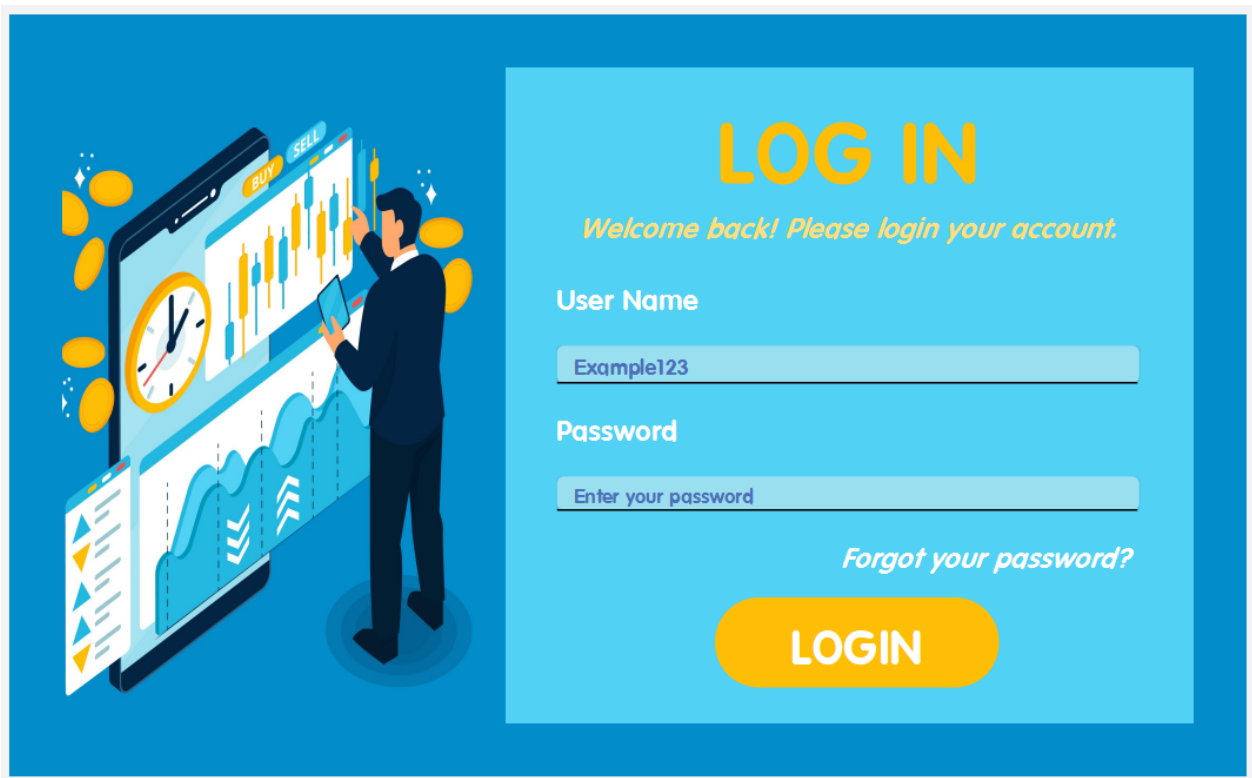 SELL
BUY
LOG IN
Welcome back! Please login your account.
User Name
Example123
Password
Enter your password
Forgot your password?
LOGIN